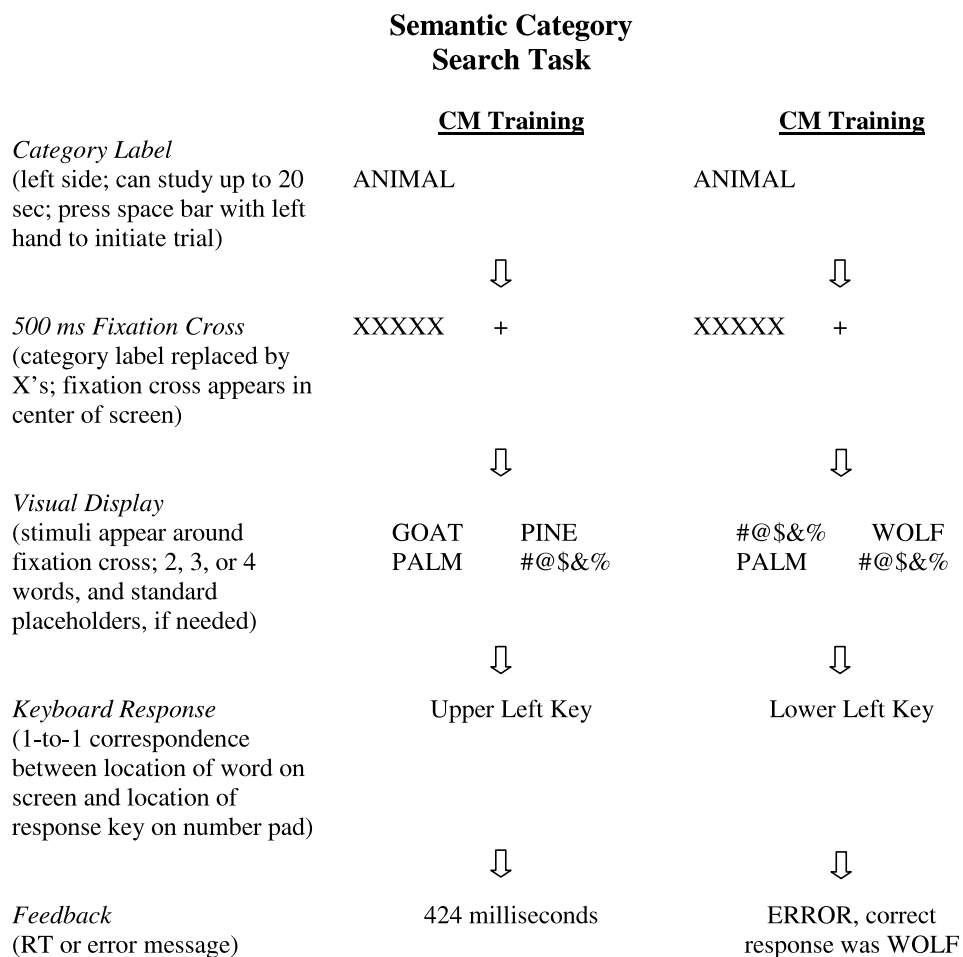 Semantic Category
Search Task
CM Training CM Training
Category Label
(left side; can study up to 20 ANIMAL ANIMAL
sec; press space bar with left
hand to initiate trial)
500 ms Fixation Cross XXXXX + XXXXX +
(category label replaced by
X's; fixation cross appears in
center of screen)
Visual Display
(stimuli appear around GOAT PINE #@$&% WOLF
fixation cross; 2, 3, or 4 PALM #@$&% PALM #@$&%
words, and standard
placeholders, if needed)
Keyboard Response Upper Left Key Lower Left Key
(1-to-1 correspondence
between location of word on
screen and location of
response key on number pad)
Feedback 424 milliseconds ERROR, correct
(RT or error message) response was WOLF